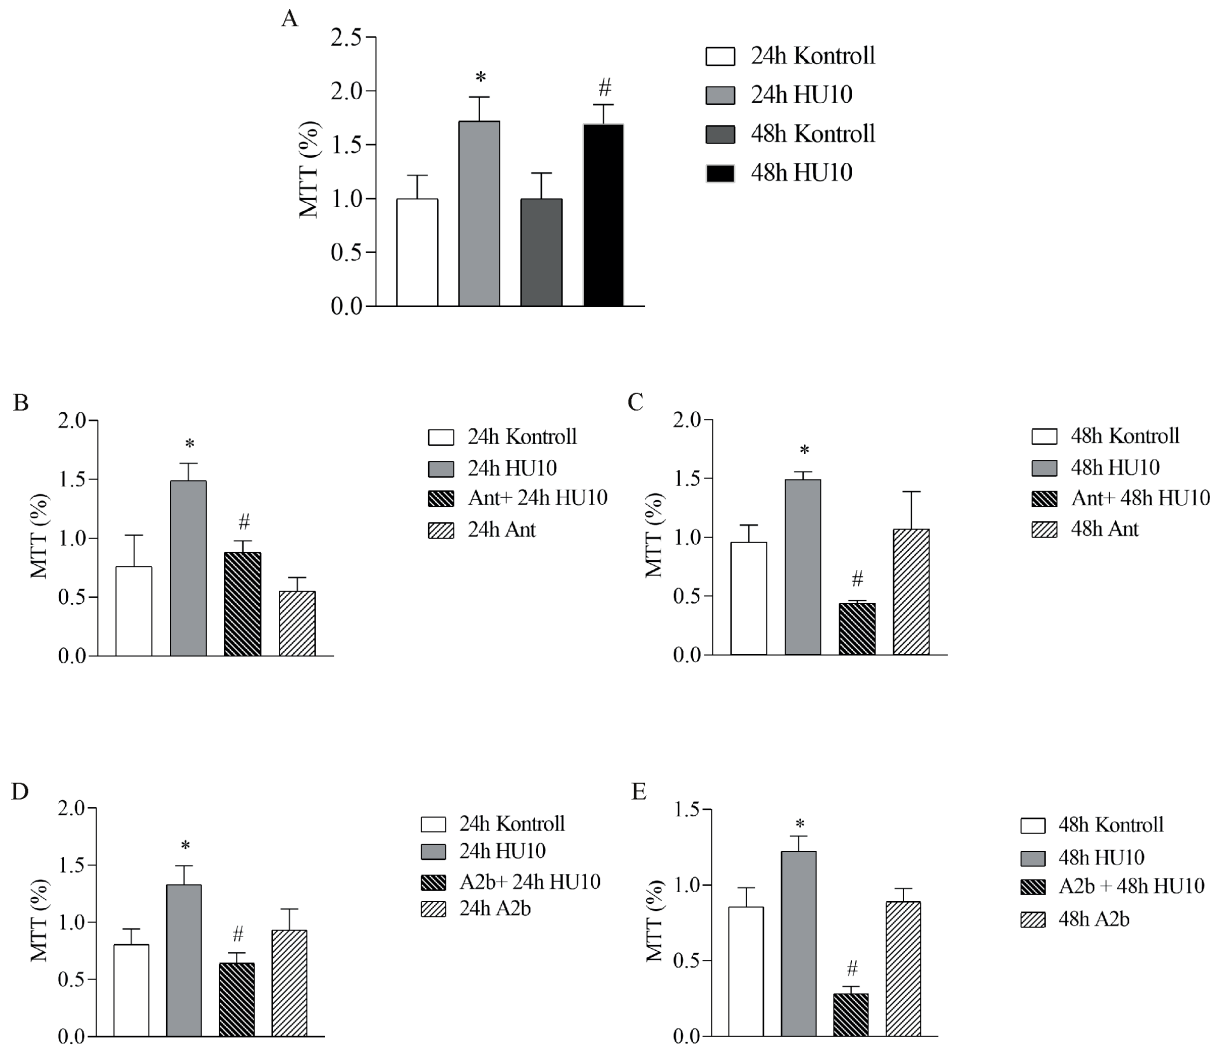 A
2.5
2.0
1.5
1.0
0.5
0.0
MTT (%)
*
#
24h Kontroll
24h HU10
48h Kontroll
48h HU10
B
2.0
1.5
1.0
0.5
0.0
MTT (%)
*
#
24h Kontroll
24h HU10
Ant+ 24h HU10
24h Ant
C
2.0
1.5
1.0
0.5
0.0
MTT (%)
*
#
48h Kontroll
48h HU10
Ant+ 48h HU10
48h Ant
D
2.0
1.5
1.0
0.5
0.0
MTT (%)
*
#
24h Kontroll
24h HU10
A2b+ 24h HU10
24h A2b
E
1.5
1.0
0.5
0.0
MTT (%)
*
#
48h Kontroll
48h HU10
A2b + 48h HU10
48h A2b